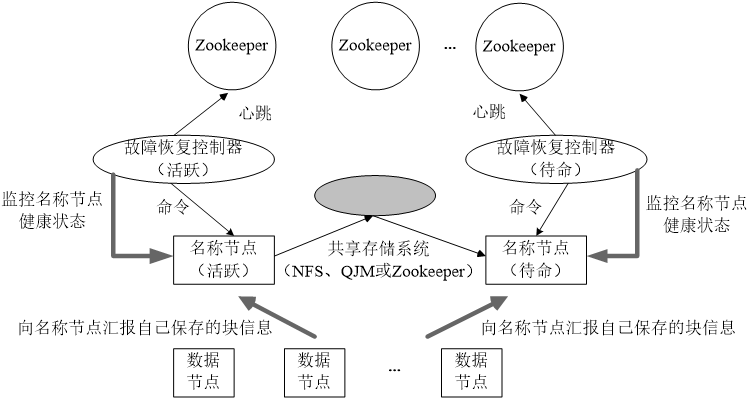 Zookeeper
Zookeeper
...
Zookeeper
心跳
心跳
故障恢复控制器
（活跃）
故障恢复控制器
（待命）
监控名称节点
健康状态
命令
命令
监控名称节点
健康状态
名称节点
（活跃）
共享存储系统
（NFS、QJM或Zookeeper）
名称节点
（待命）
向名称节点汇报自己保存的块信息
向名称节点汇报自己保存的块信息
数据
节点
数据
节点
...
数据
节点